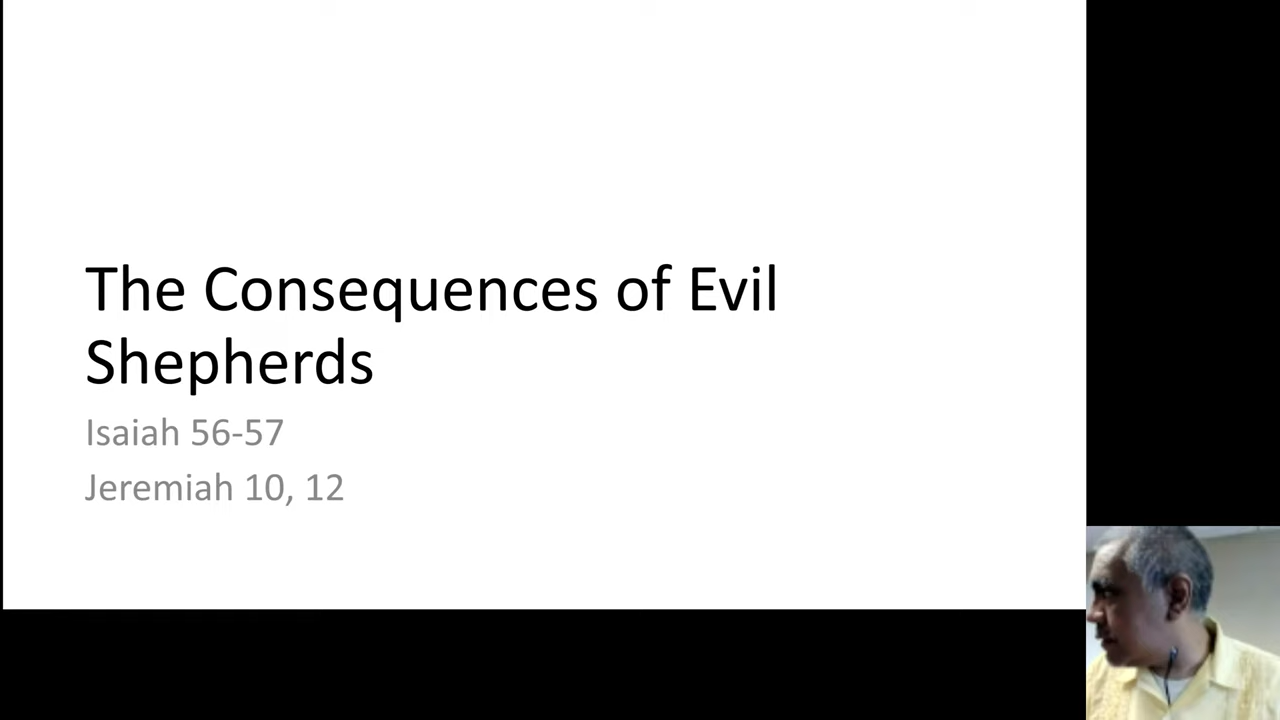 The Consequences of Evil
Shepherds
Isaiah 56-57
Jeremiah 10, 12